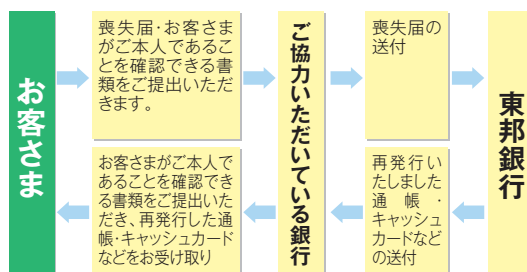 お客さま
喪失届・お客さま
がご本人であるこ
とを確認できる書
類をご提出いただ
きます。
ご協力いただいている銀行
喪失届の
送付
東邦銀行
お客さまがご本人で
あることを確認でき
る書類をご提出いた
だき、再発行した通
帳・キャッシュカード
などをお受け取り
再発行い
たしました
通帳・
キャッシュ
カードなど
の送付